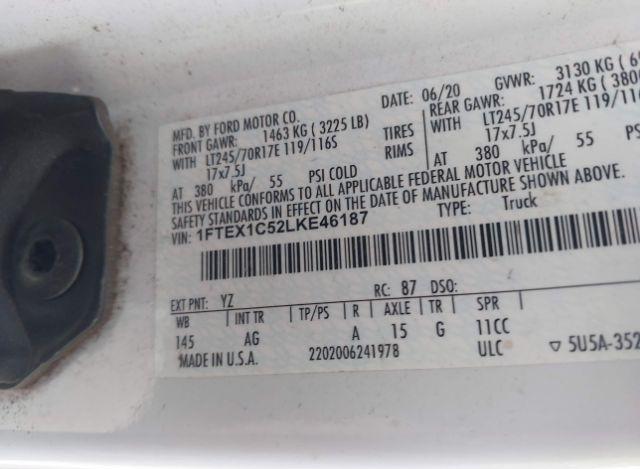 MFD. BY FORD MOTOR CO. DATE: 06/20 GVWR: 3130 KG
FRONT GAWR: 1463 KG (3225 LB) REAR GAWR: 1724 KG
WITH LT245/70R17E 119/116S TIRES WITH LT245/70R17E 119/116
17x7.5J RIMS 17x7.5J
AT 380 kPa/ 55 PSI COLD AT 380 kPa/ 55 PSI
THIS VEHICLE CONFORMS TO ALL APPLICABLE FEDERAL MOTOR VEHICLE
SAFETY STANDARDS IN EFFECT ON THE DATE OF MANUFACTURE SHOWN ABOVE.
VIN: 1FTEX1C52LKE46187 TYPE: Truck
EXT PNT: YZ RC: 87 DSO:
WB INT TR TP/PS R AXLE TR SPR
145 AG A 15 G 11CC
MADE IN U.S.A. 2202006241978 ULC ▽ 5U5A-352